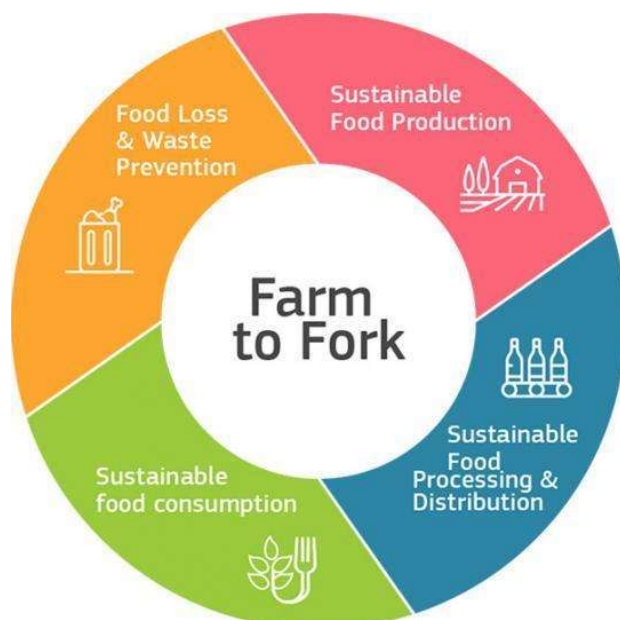 Farm
to Fork
Sustainable
Food Production
Sustainable
Food
Processing &
Distribution
Sustainable
food consumption
Food Loss
& Waste
Prevention